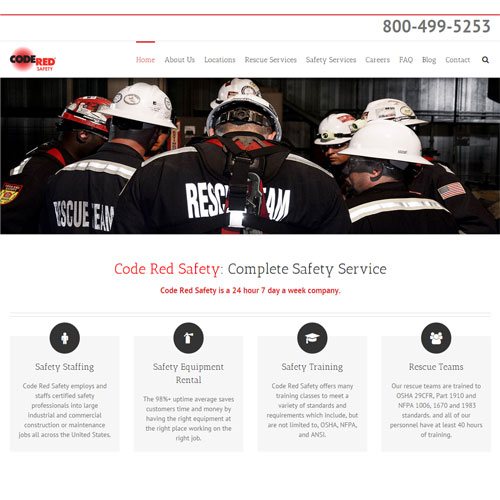 800-499-5253
CODE RED
SAFETY
Home About Us Locations Rescue Services Safety Services Careers FAQ Blog Contact
RESCUE TEAM
RESCUE TEAM
Code Red Safety: Complete Safety Service
Code Red Safety is a 24 hour 7 day a week company.
Safety Staffing
Code Red Safety employs and
staffs certified safety
professionals into large
industrial and commercial
construction or maintenance
jobs all across the United States.
Safety Equipment
Rental
The 98%+ uptime average saves
customers time and money by
having the right equipment at
the right place working on the
right job.
Safety Training
Code Red Safety offers many
training classes to meet a
variety of standards and
requirements which include, but
are not limited to, OSHA, NFPA,
and ANSI.
Rescue Teams
Our rescue teams are trained to
OSHA 29CFR, Part 1910 and
NFPA 1006, 1670 and 1983
standards, and all of our
personnel have at least 40 hours
of training.